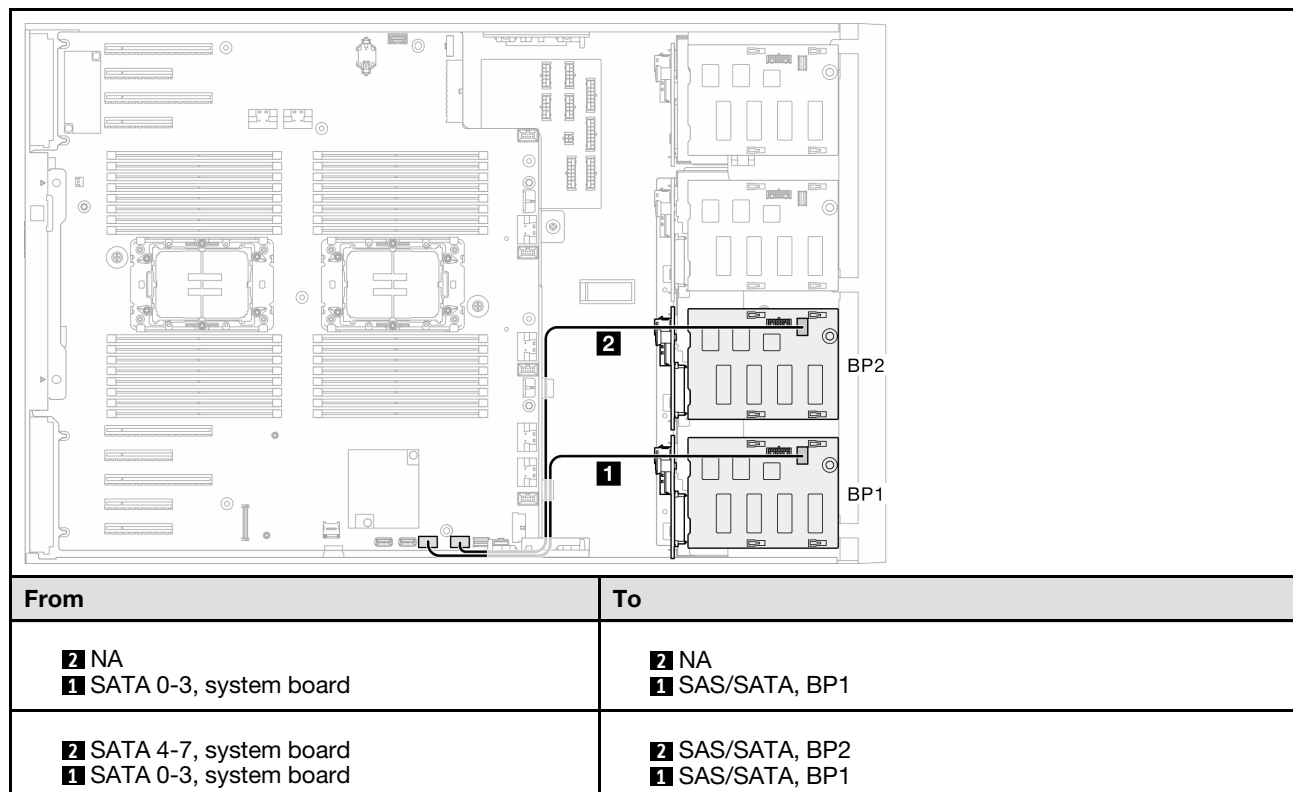 2
BP2
1
BP1
From To
2 NA 2 NA
1 SATA 0-3, system board 1 SAS/SATA, BP1
2 SATA 4-7, system board 2 SAS/SATA, BP2
1 SATA 0-3, system board 1 SAS/SATA, BP1